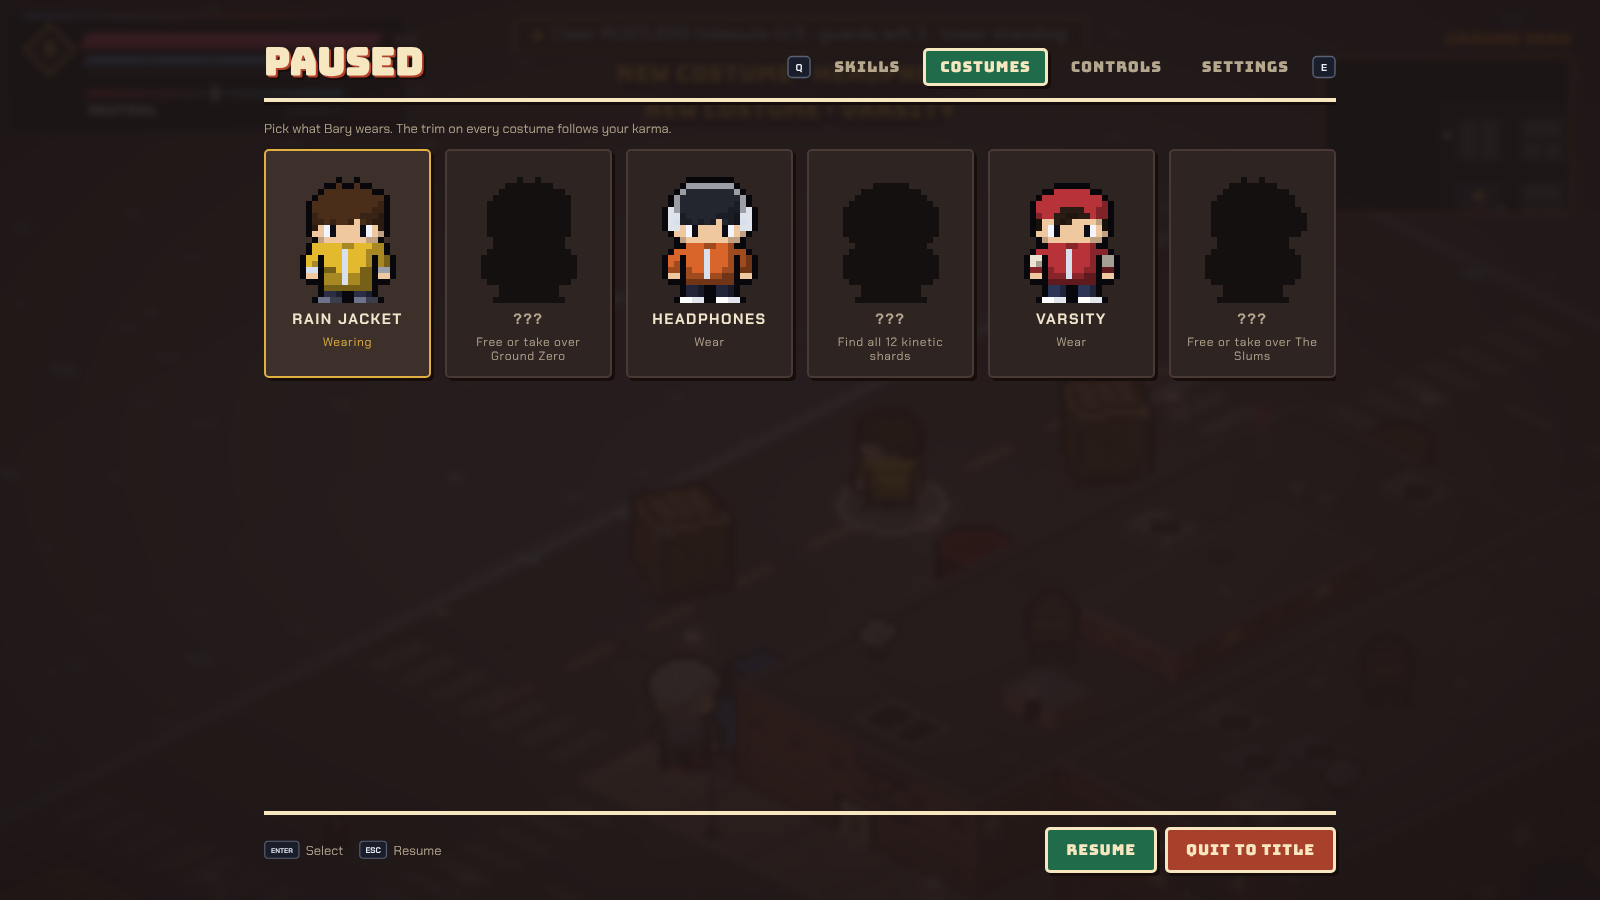 PAUSED
Q SKILLS COSTUMES CONTROLS SETTINGS E
Pick what Bary wears. The trim on every costume follows your karma.
RAIN JACKET
Wearing
???
Free or take over
Ground Zero
HEADPHONES
Wear
???
Find all 12 kinetic
shards
VARSITY
Wear
???
Free or take over The
Slums
ENTER Select ESC Resume
RESUME QUIT TO TITLE